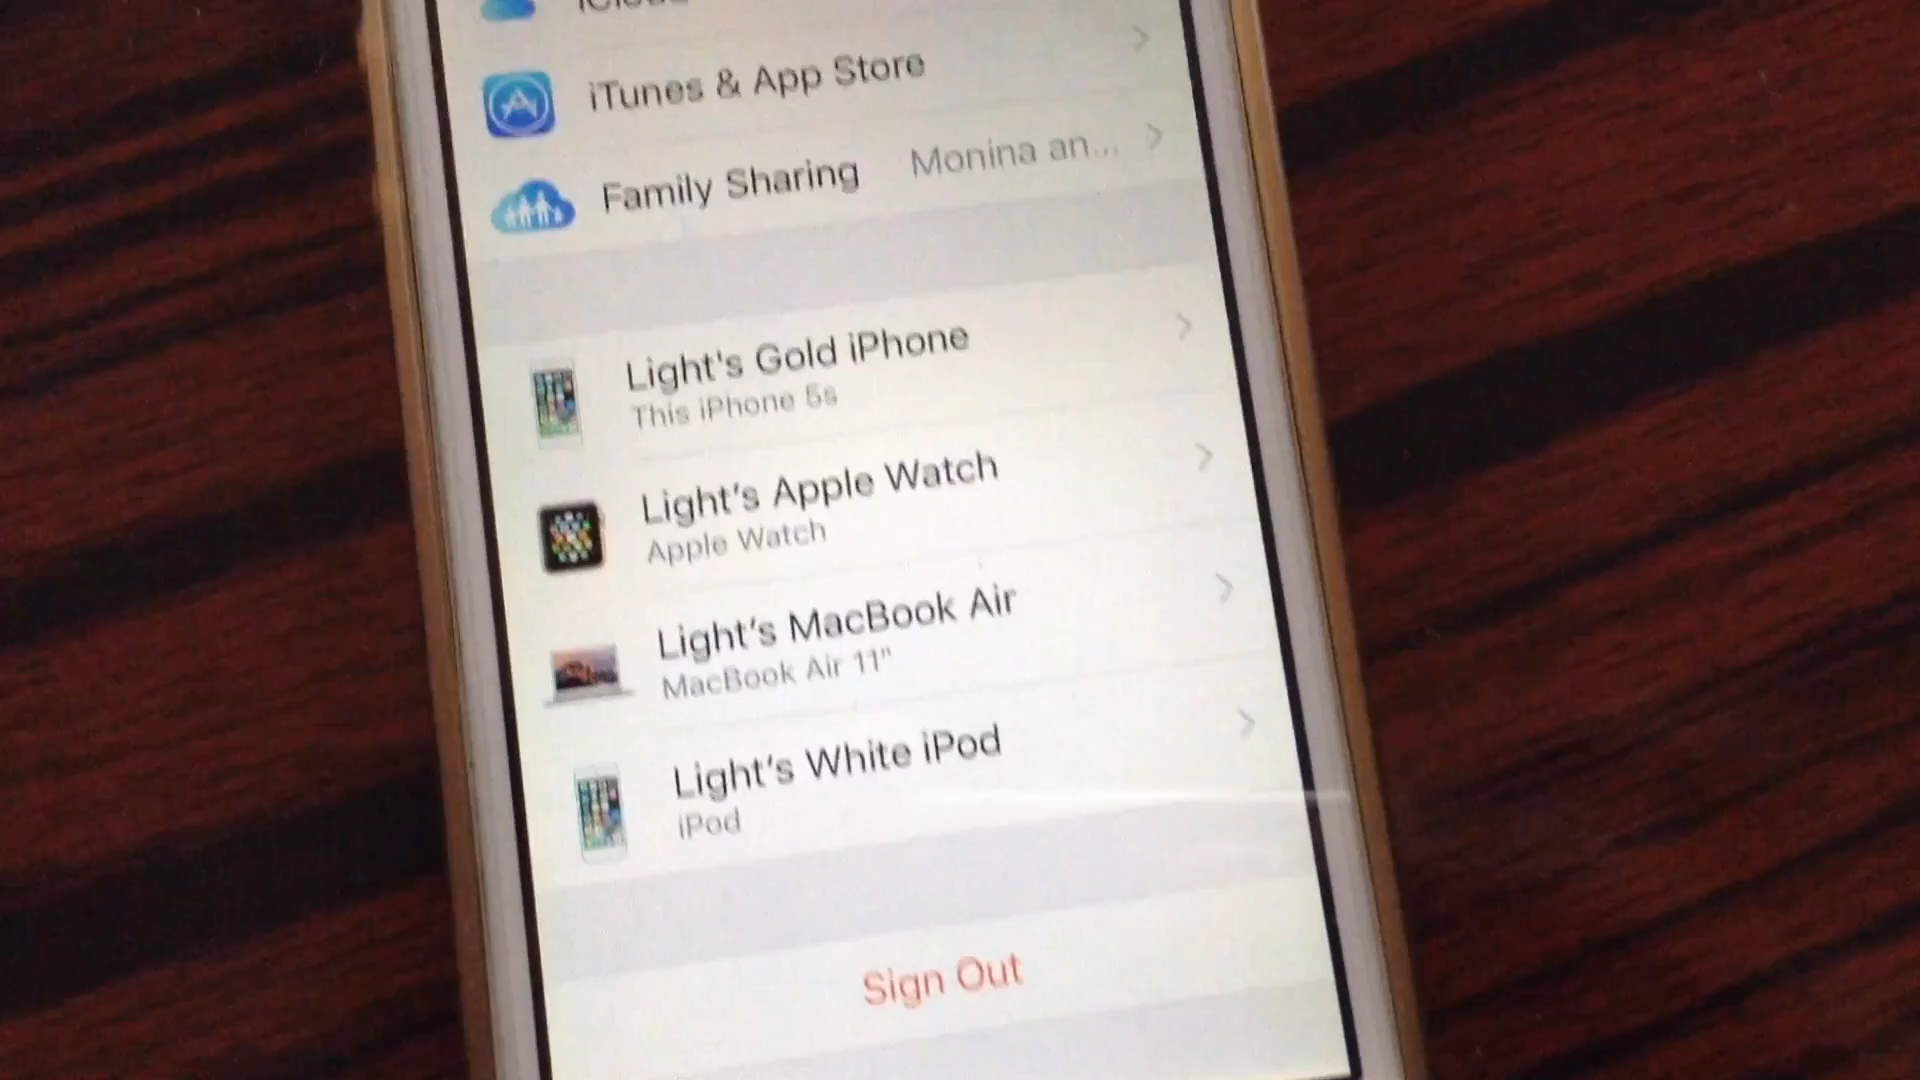 iCloud
iTunes & App Store
Family Sharing Monina an...
Light's Gold iPhone
This iPhone 5s
Light's Apple Watch
Apple Watch
Light's MacBook Air
MacBook Air 11"
Light's White iPod
iPod
Sign Out